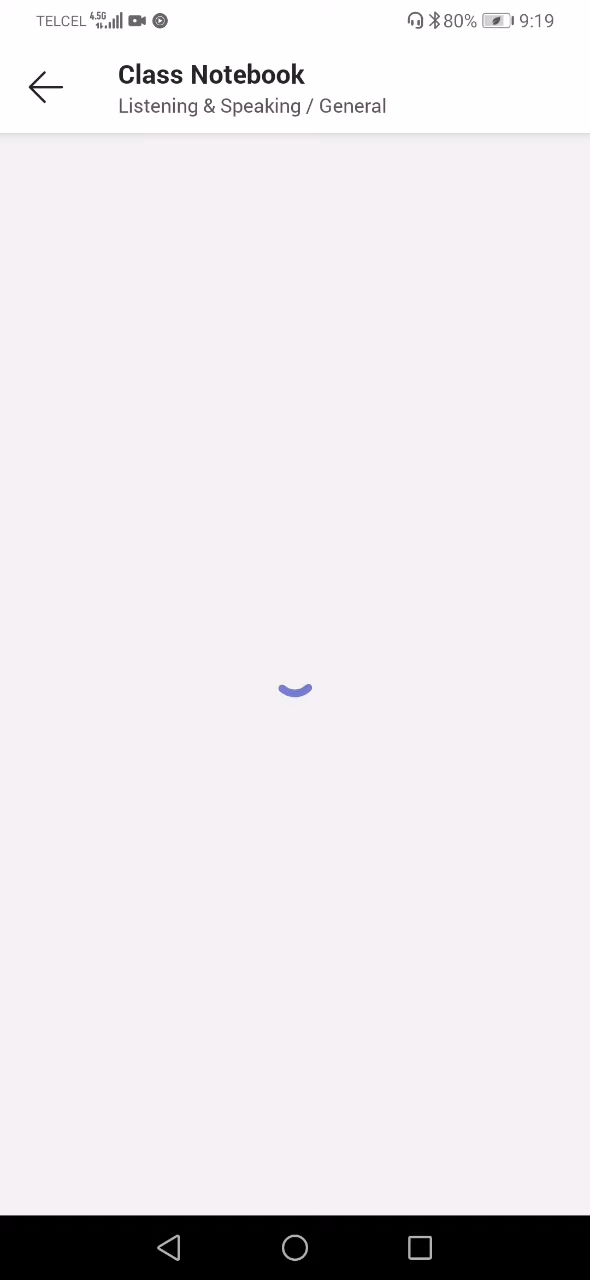 TELCEL 4.5G 80% 9:19
Class Notebook
Listening & Speaking / General